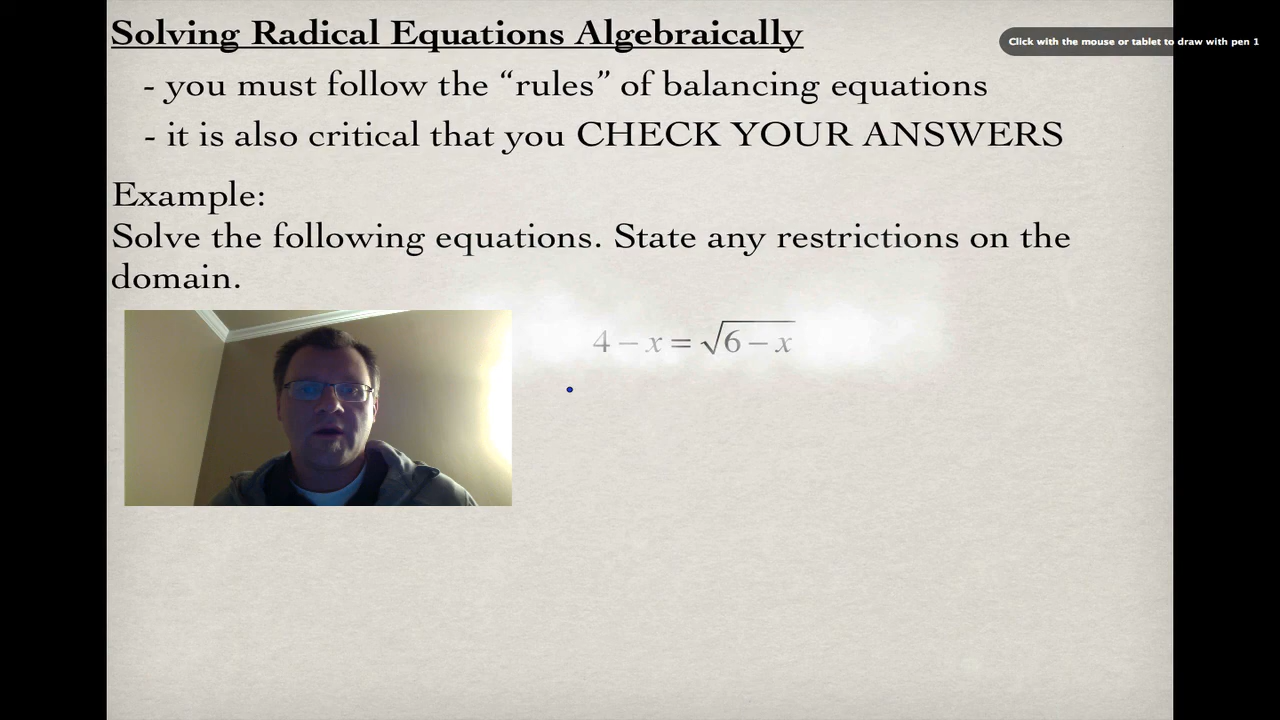 Solving Radical Equations Algebraically
Click with the mouse or tablet to draw with pen 1
- you must follow the “rules” of balancing equations
- it is also critical that you CHECK YOUR ANSWERS
Example:
Solve the following equations. State any restrictions on the
domain.
4 − x = √6 − x